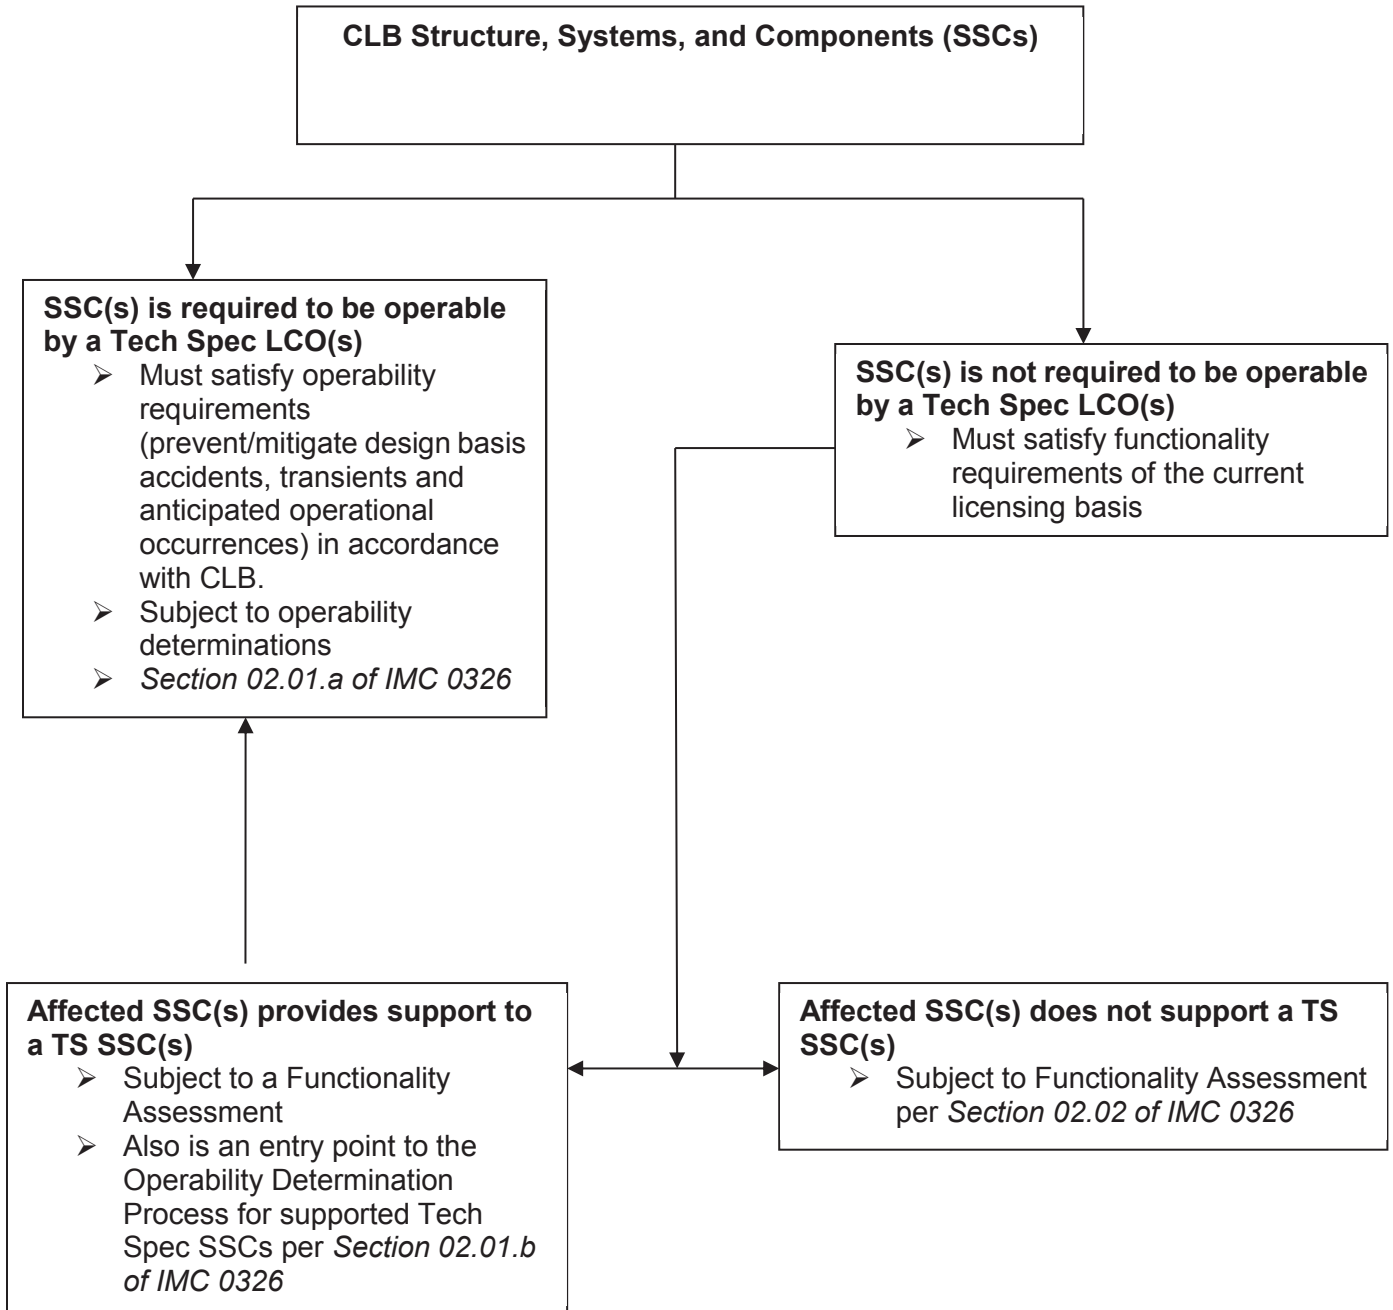 CLB Structure, Systems, and Components (SSCs)
SSC(s) is required to be operable
by a Tech Spec LCO(s)
➢ Must satisfy operability
requirements
(prevent/mitigate design basis
accidents, transients and
anticipated operational
occurrences) in accordance
with CLB.
➢ Subject to operability
determinations
➢ Section 02.01.a of IMC 0326
SSC(s) is not required to be operable
by a Tech Spec LCO(s)
➢ Must satisfy functionality
requirements of the current
licensing basis
Affected SSC(s) provides support to
a TS SSC(s)
➢ Subject to a Functionality
Assessment
➢ Also is an entry point to the
Operability Determination
Process for supported Tech
Spec SSCs per Section 02.01.b
of IMC 0326
Affected SSC(s) does not support a TS
SSC(s)
➢ Subject to Functionality Assessment
per Section 02.02 of IMC 0326